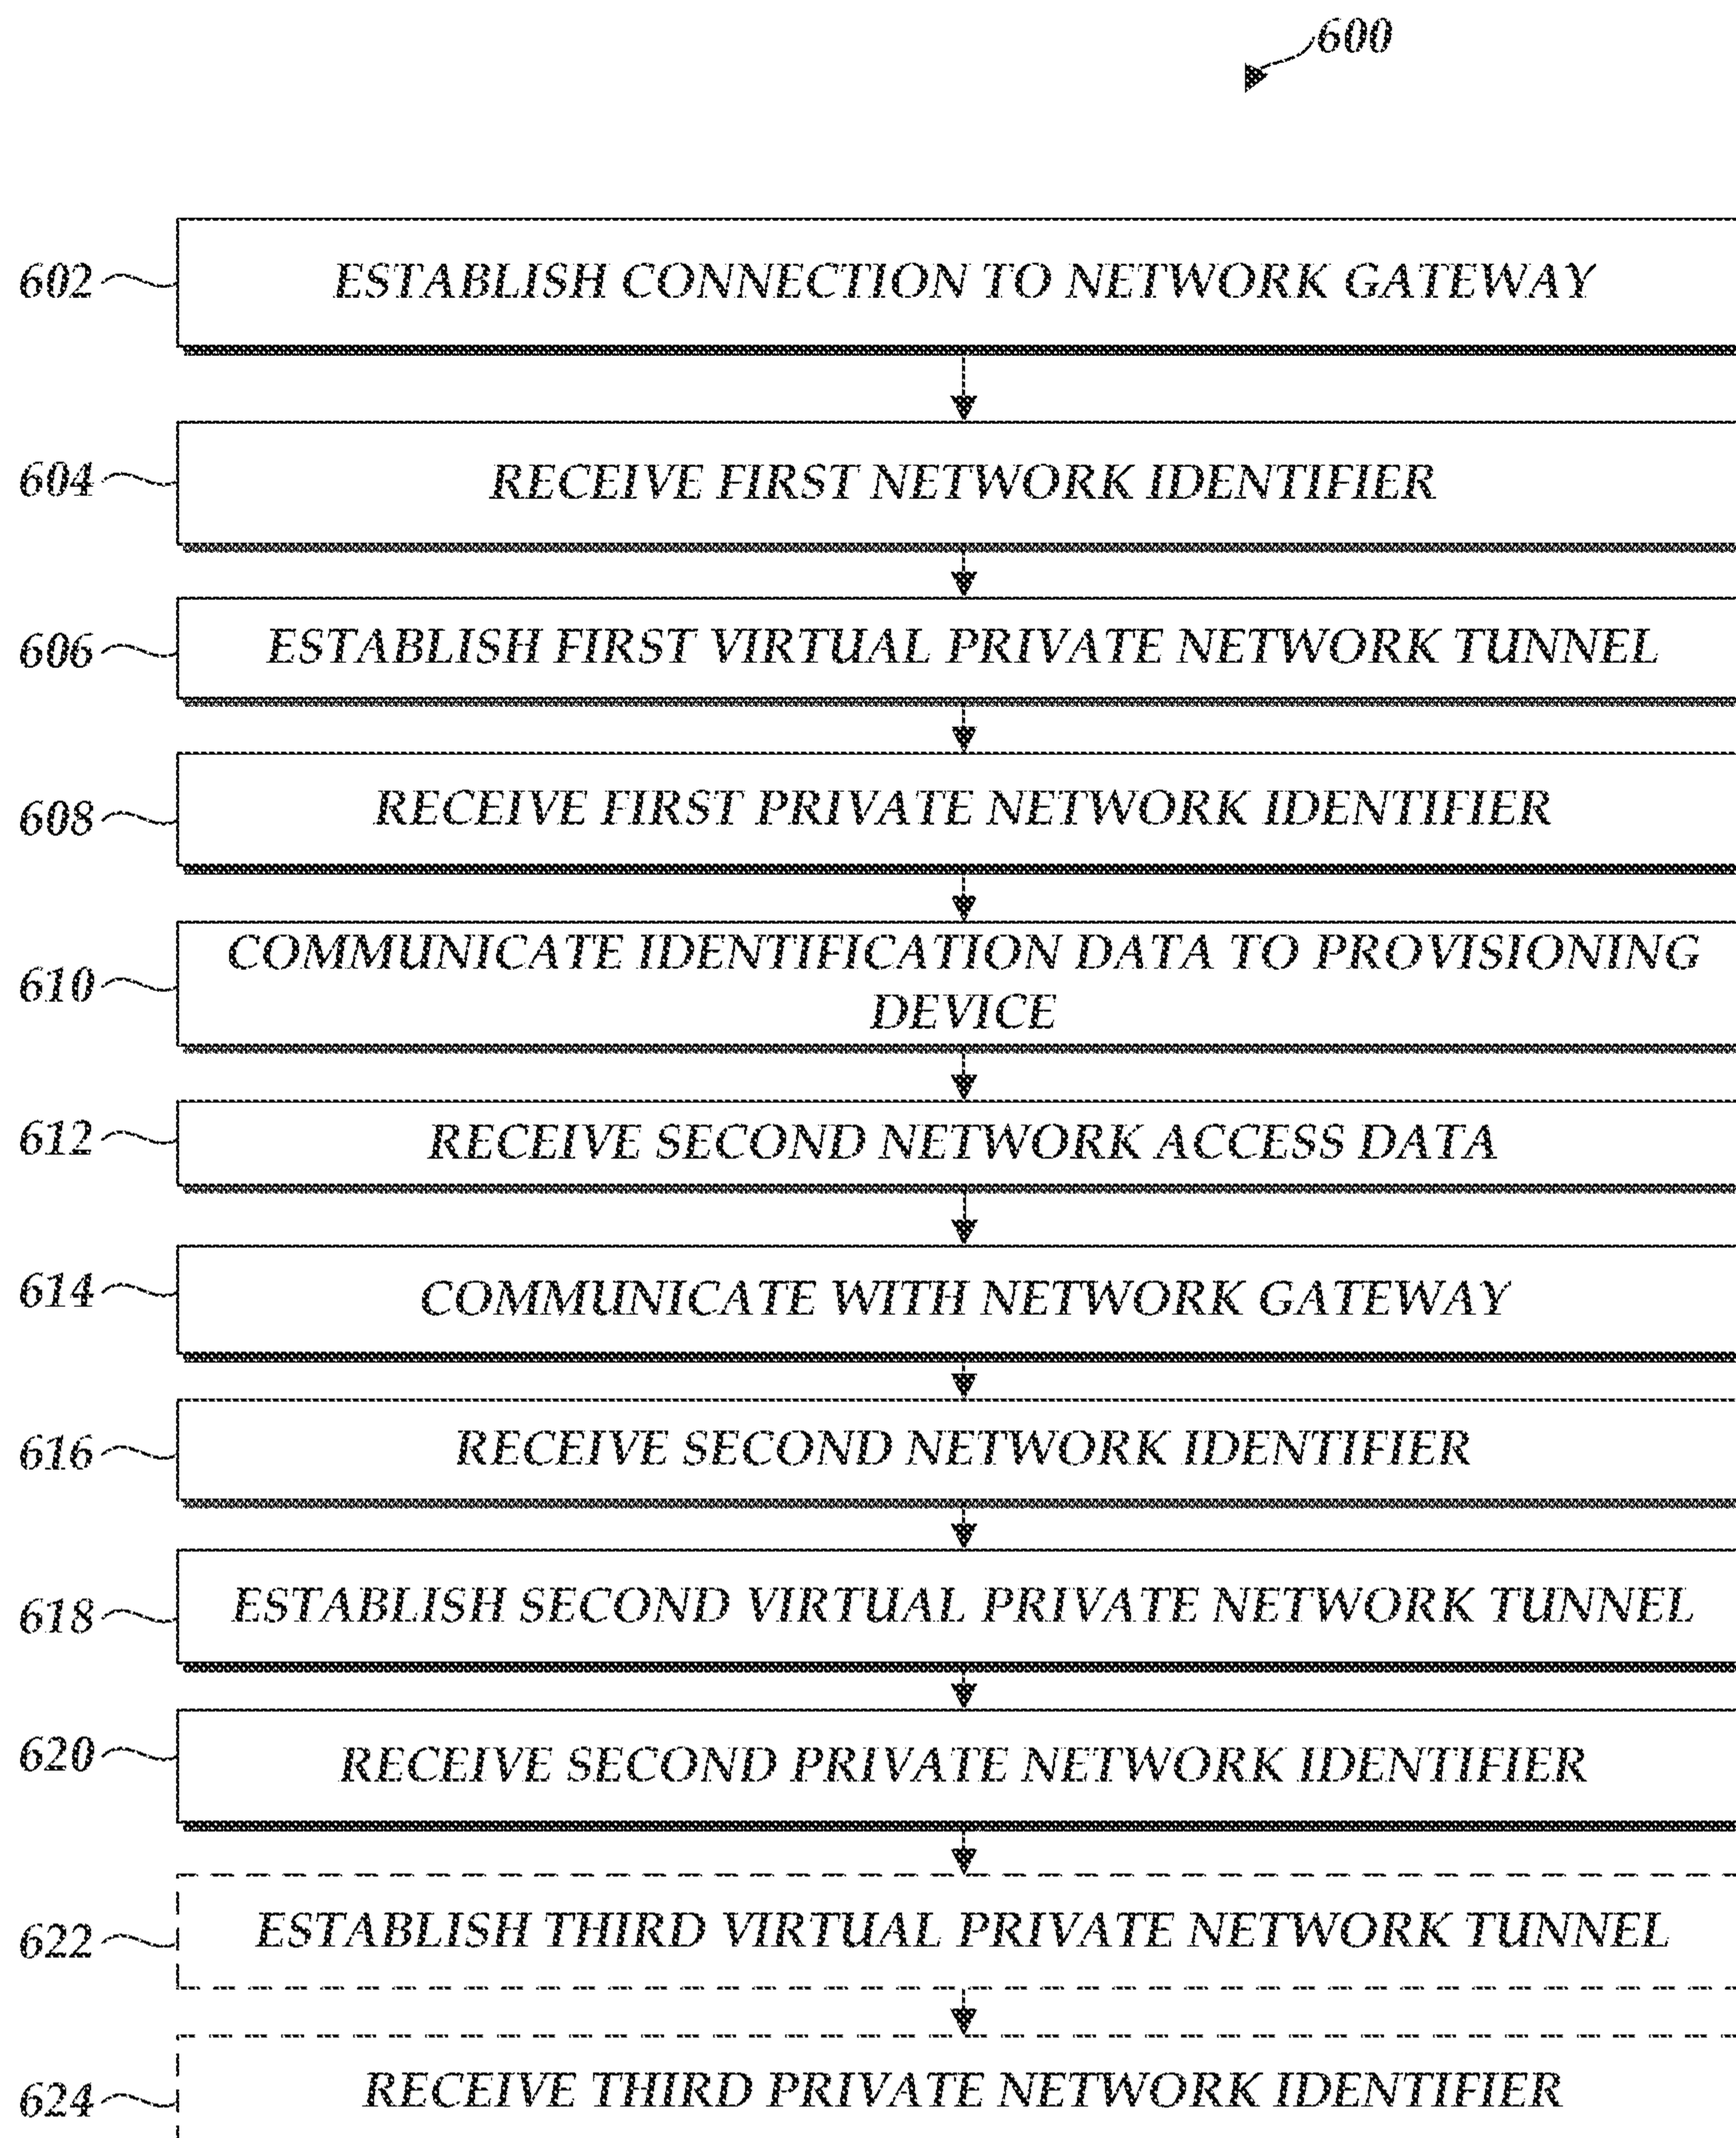 600
602 ESTABLISH CONNECTION TO NETWORK GATEWAY
604 RECEIVE FIRST NETWORK IDENTIFIER
606 ESTABLISH FIRST VIRTUAL PRIVATE NETWORK TUNNEL
608 RECEIVE FIRST PRIVATE NETWORK IDENTIFIER
610 COMMUNICATE IDENTIFICATION DATA TO PROVISIONING
DEVICE
612 RECEIVE SECOND NETWORK ACCESS DATA
614 COMMUNICATE WITH NETWORK GATEWAY
616 RECEIVE SECOND NETWORK IDENTIFIER
618 ESTABLISH SECOND VIRTUAL PRIVATE NETWORK TUNNEL
620 RECEIVE SECOND PRIVATE NETWORK IDENTIFIER
622 ESTABLISH THIRD VIRTUAL PRIVATE NETWORK TUNNEL
624 RECEIVE THIRD PRIVATE NETWORK IDENTIFIER